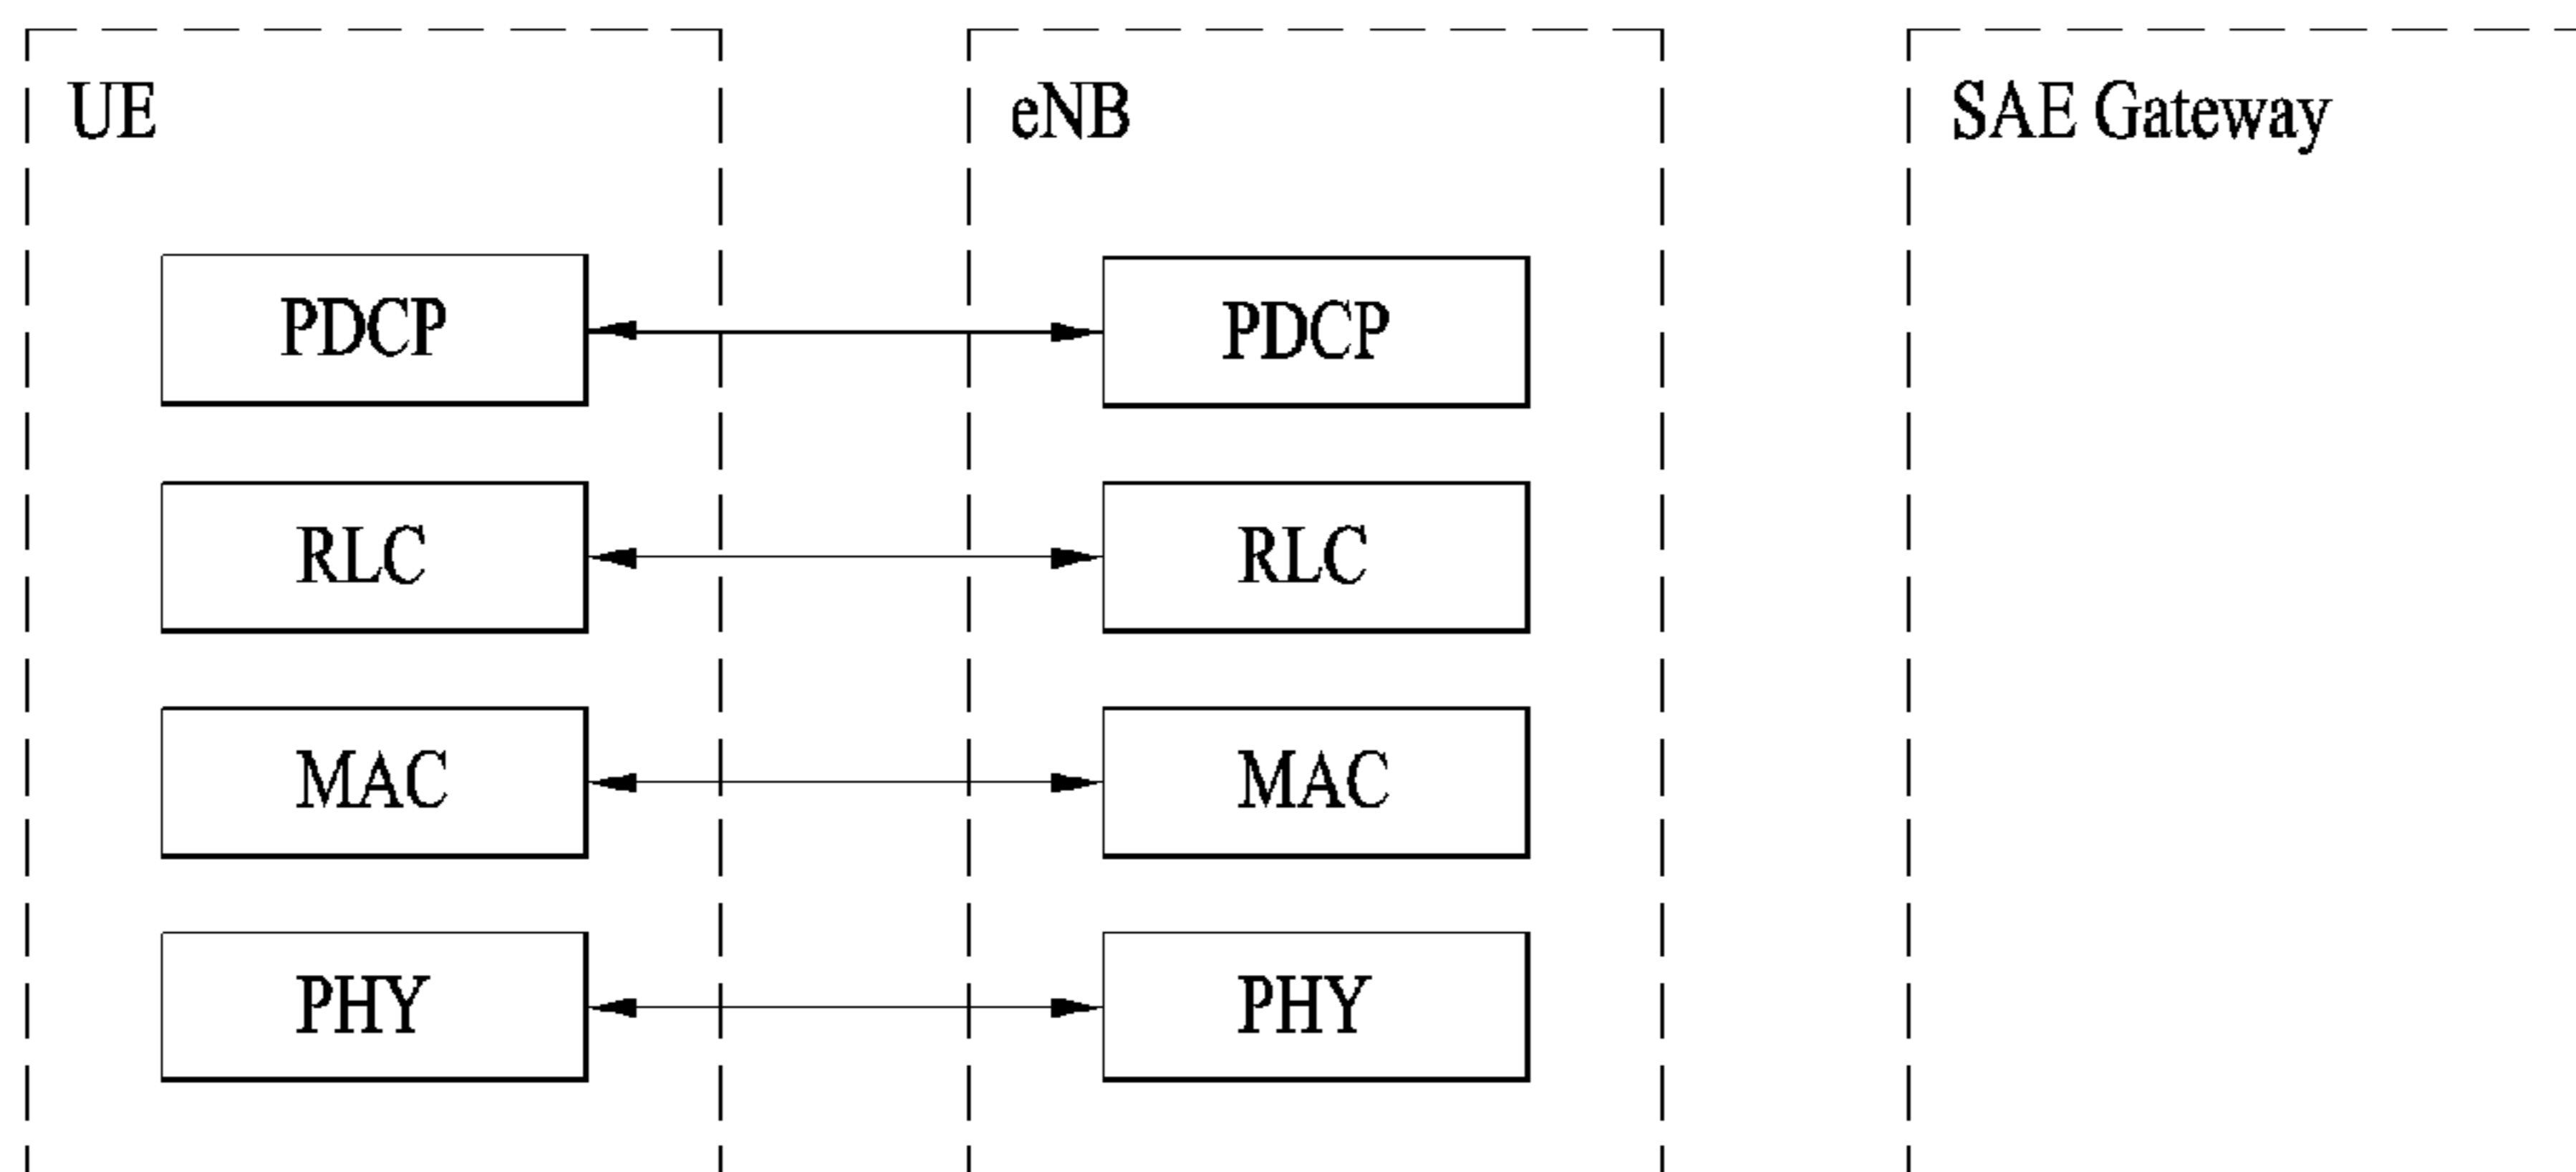 UE
eNB
SAE Gateway
PDCP
PDCP
RLC
RLC
MAC
MAC
PHY
PHY